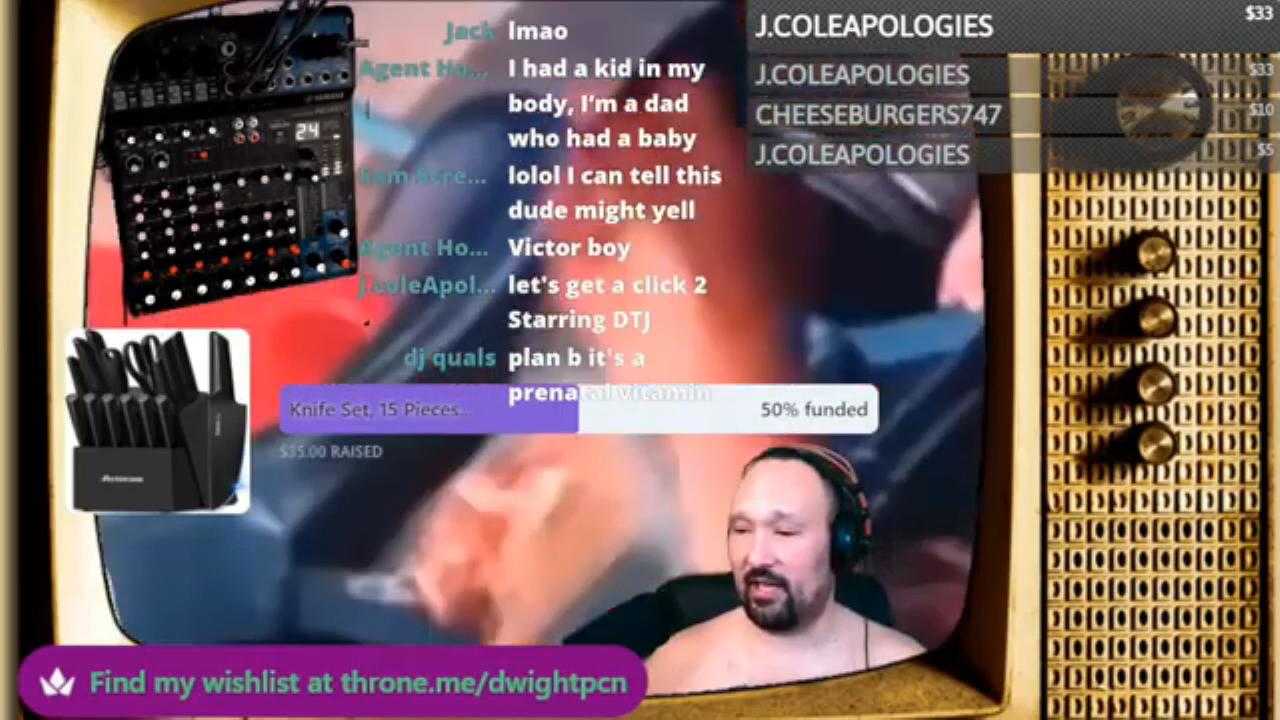 Jack lmao
Agent Ho... I had a kid in my
body, I'm a dad
who had a baby
Sam Scre... lolol I can tell this
dude might yell
Agent Ho... Victor boy
J.coleApol... let's get a click 2
Starring DTJ
dj quals plan b it's a
prenatal vitamin
J.COLEAPOLOGIES $33
J.COLEAPOLOGIES $33
CHEESEBURGERS747 $10
J.COLEAPOLOGIES $5
YAMAHA
24
Knife Set, 15 Pieces... 50% funded
$35.00 RAISED
Find my wishlist at throne.me/dwightpcn